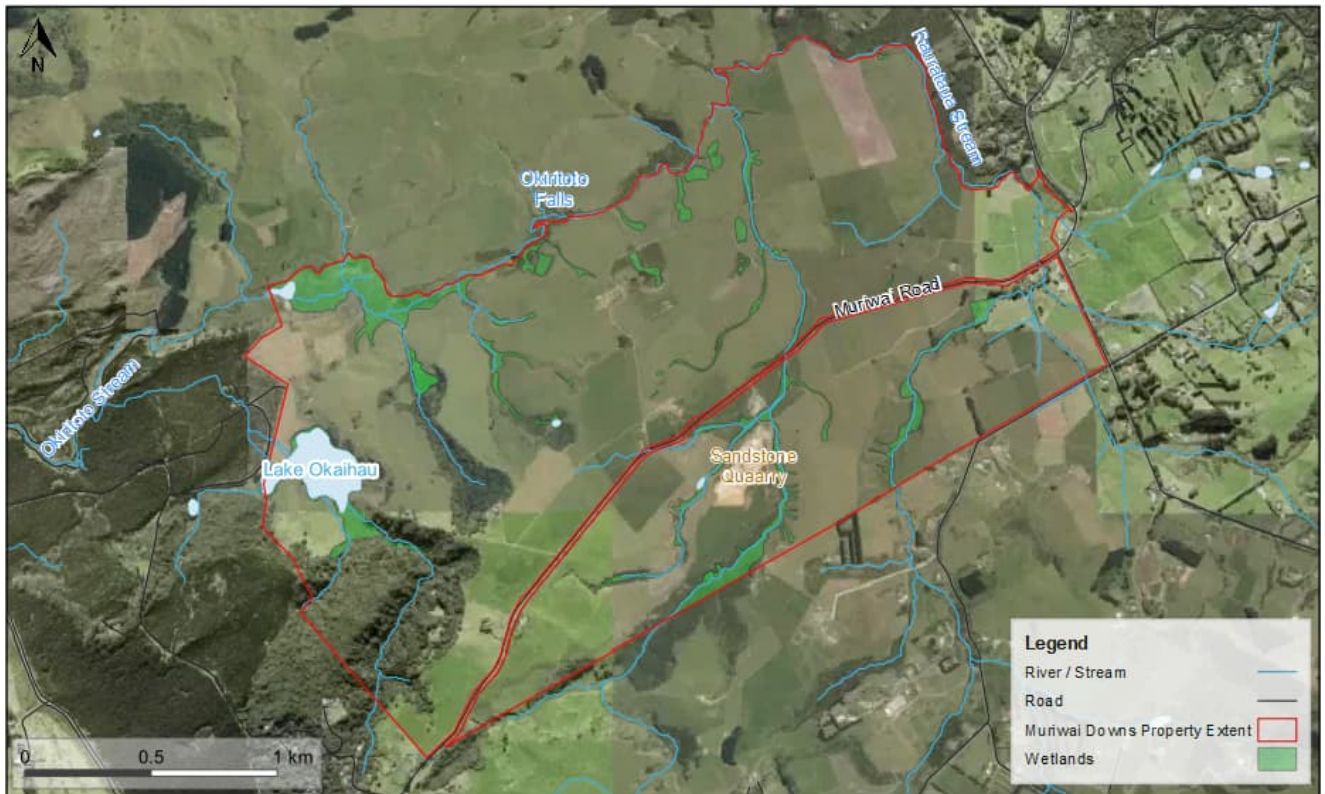 N
Stream
Okiritoto
Falls
Muriwai Road
Okiritoto Stream
Lake Okaihau
Sandstone
Quaarry
Legend
River / Stream
Road
Muriwai Downs Property Extent
Wetlands
0 0.5 1 km